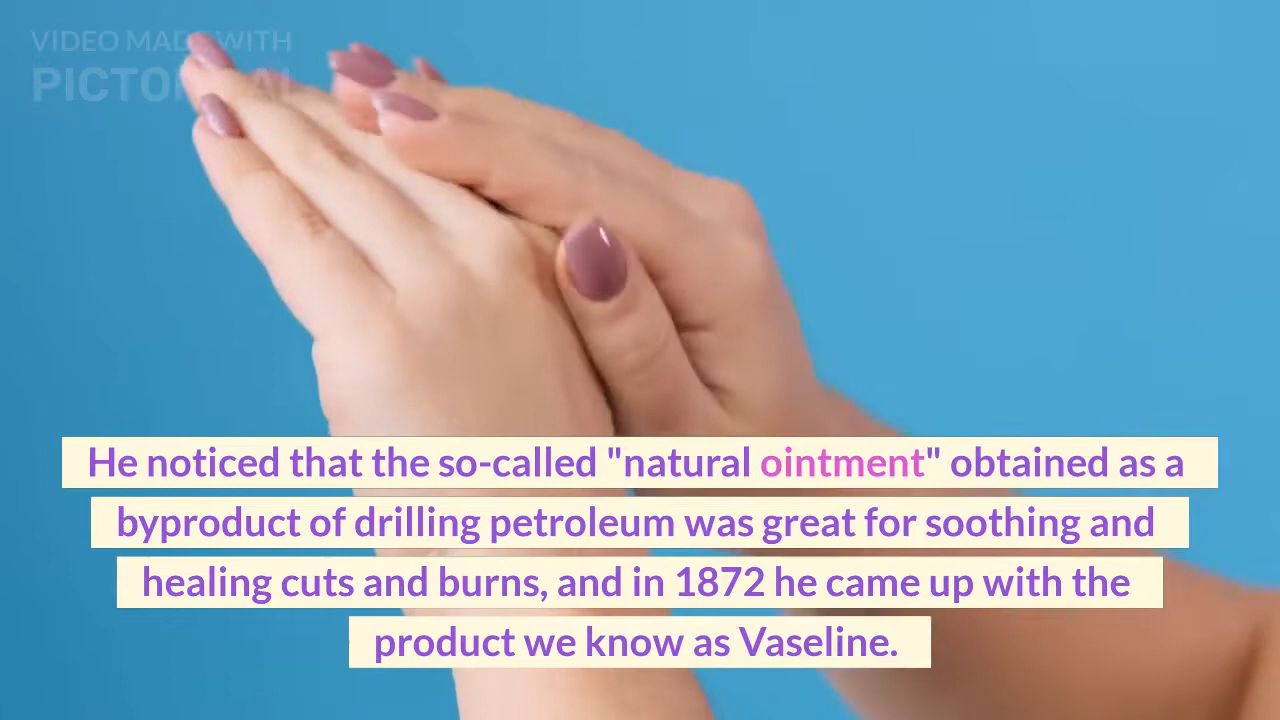 VIDEO MADE WITH
He noticed that the so-called "natural ointment" obtained as a
byproduct of drilling petroleum was great for soothing and
healing cuts and burns, and in 1872 he came up with the
product we know as Vaseline.